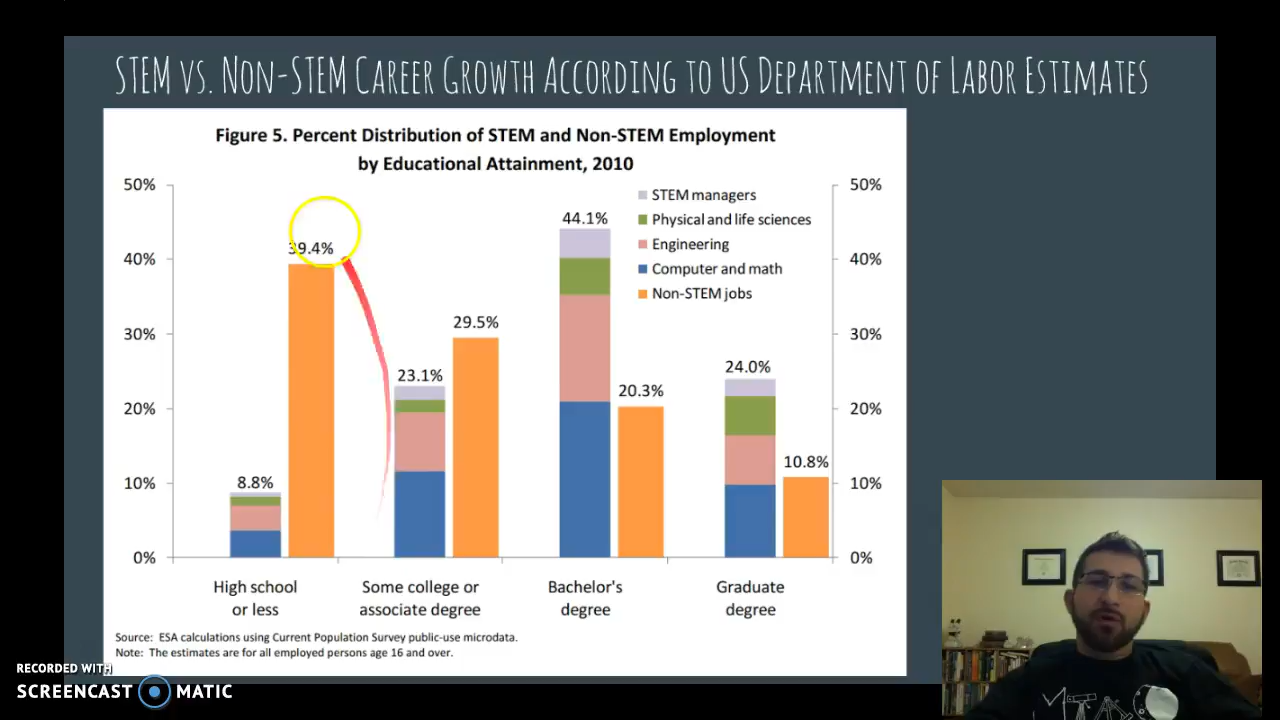 STEM vs. Non-STEM Career Growth According to US Department of Labor Estimates
Figure 5. Percent Distribution of STEM and Non-STEM Employment
by Educational Attainment, 2010
50%
40%
30%
20%
10%
0%
50%
40%
30%
20%
10%
0%
STEM managers
Physical and life sciences
Engineering
Computer and math
Non-STEM jobs
8.8%
39.4%
23.1%
29.5%
44.1%
20.3%
24.0%
10.8%
High school
or less
Some college or
associate degree
Bachelor's
degree
Graduate
degree
Source: ESA calculations using Current Population Survey public-use microdata.
Note: The estimates are for all employed persons age 16 and over.
RECORDED WITH
SCREENCAST MATIC